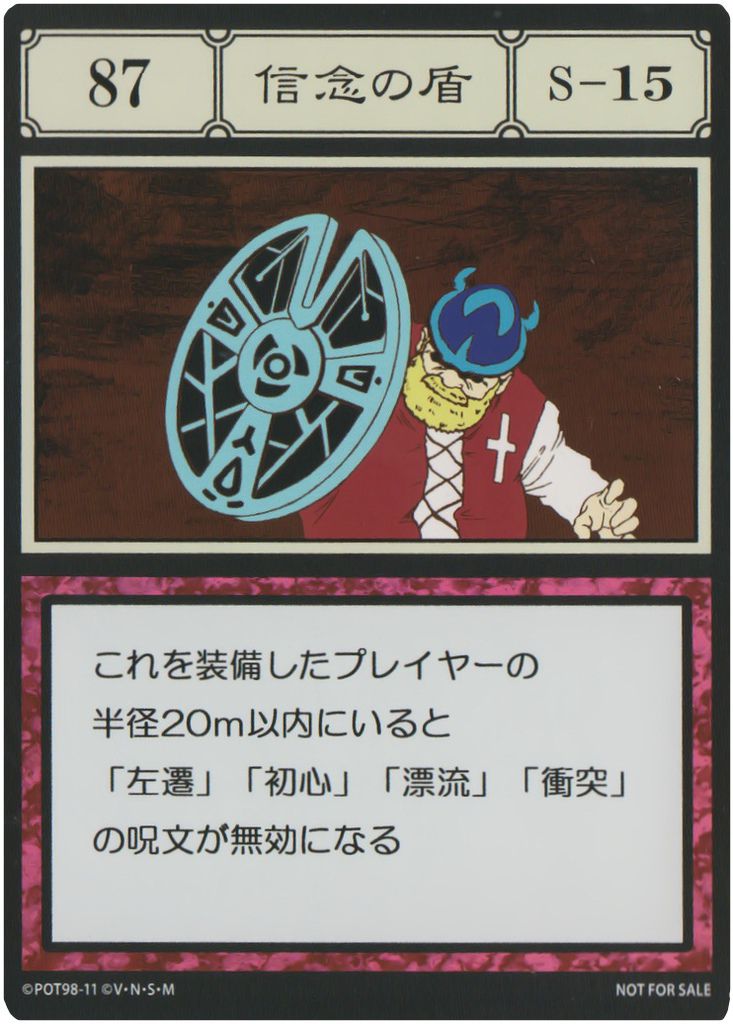 87 信念の盾 S-15
これを装備したプレイヤーの
半径20m以内にいると
「左遷」「初心」「漂流」「衝突」
の呪文が無効になる
©POT98-11 ©V・N・S・M NOT FOR SALE